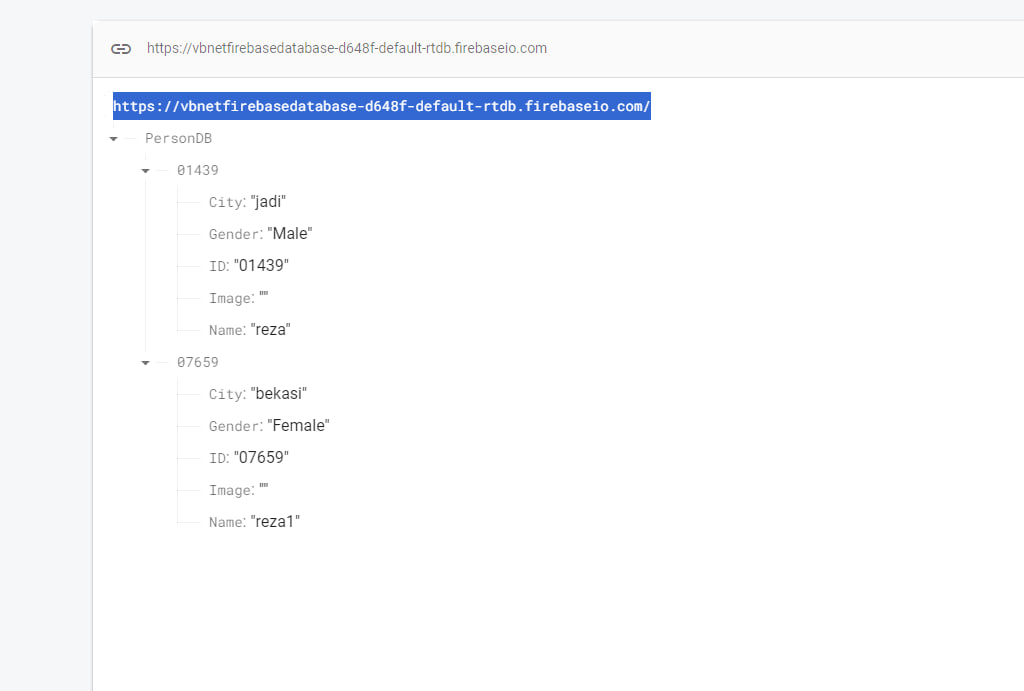 https://vbnetfirebasedatabase-d648f-default-rtdb.firebaseio.com
https://vbnetfirebasedatabase-d648f-default-rtdb.firebaseio.com/
PersonDB
01439
City: "jadi"
Gender: "Male"
ID: "01439"
Image: ""
Name: "reza"
07659
City: "bekasi"
Gender: "Female"
ID: "07659"
Image: ""
Name: "reza1"